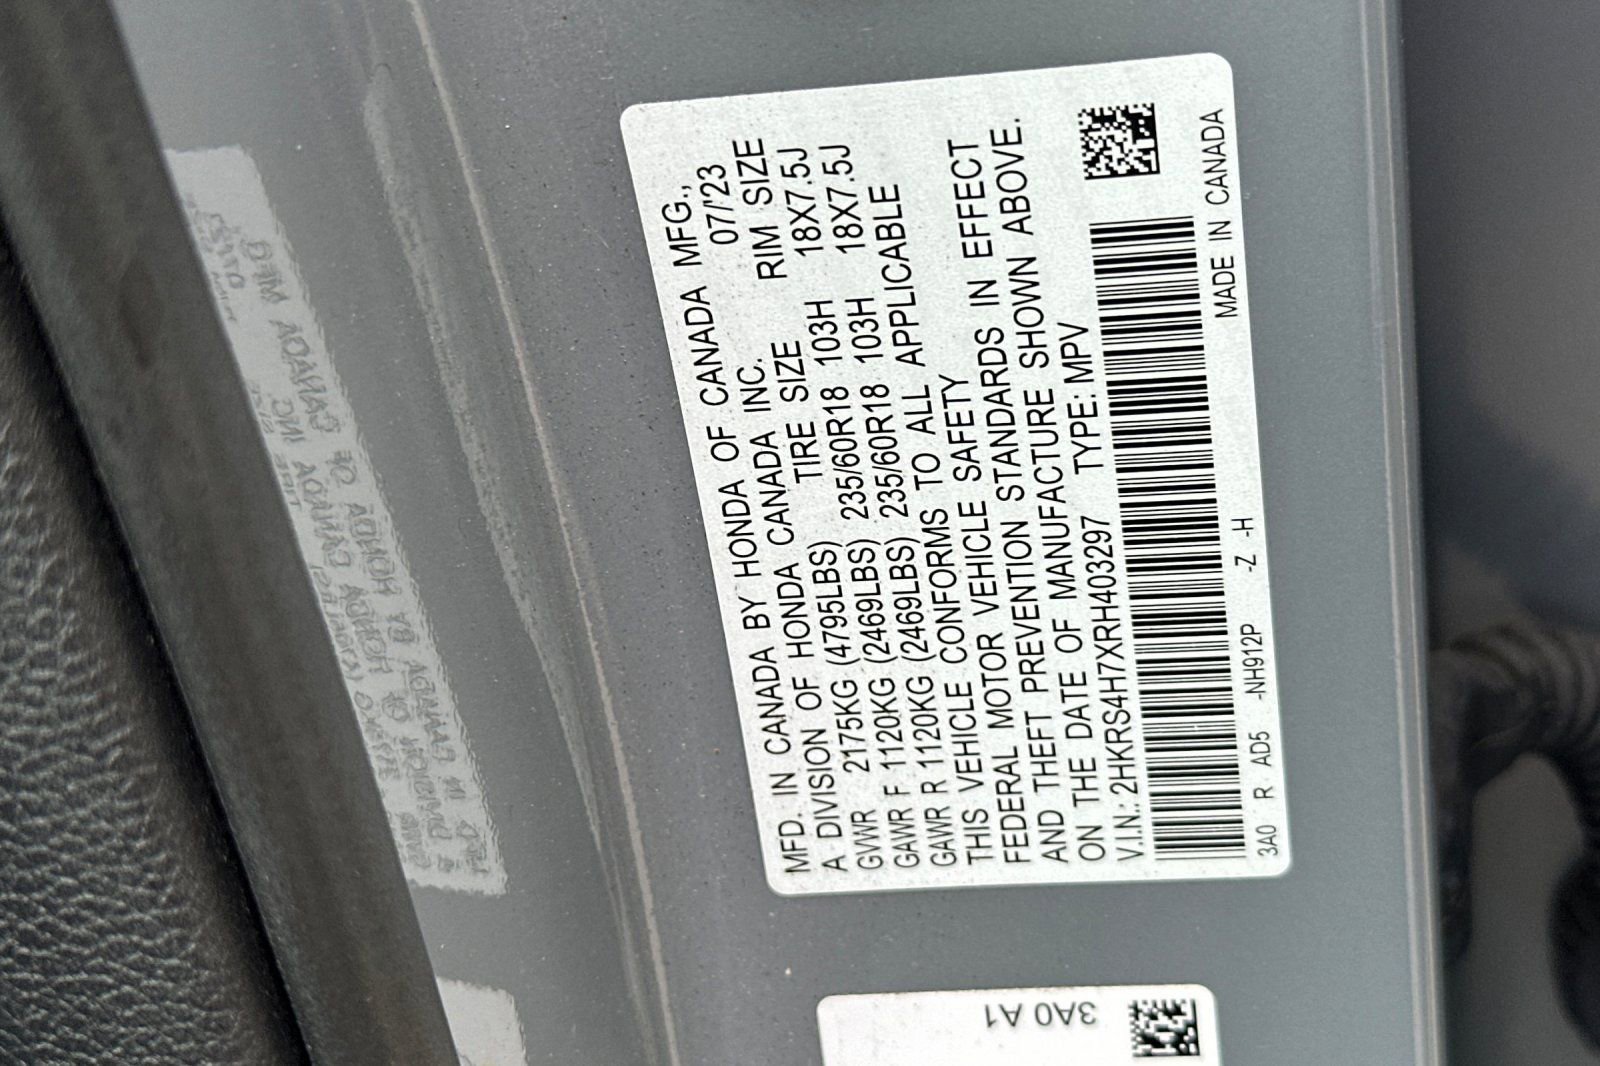 MFD. IN CANADA BY HONDA OF CANADA MFG.,
A DIVISION OF HONDA CANADA INC. 07/'23
GVWR 2175KG (4795LBS) TIRE SIZE RIM SIZE
GAWR F 1120KG (2469LBS) 235/60R18 103H 18X7.5J
GAWR R 1120KG (2469LBS) 235/60R18 103H 18X7.5J
THIS VEHICLE CONFORMS TO ALL APPLICABLE
FEDERAL MOTOR VEHICLE SAFETY
AND THEFT PREVENTION STANDARDS IN EFFECT
ON THE DATE OF MANUFACTURE SHOWN ABOVE.
V.I.N.: 2HKRS4H7XRH403297 TYPE: MPV
3A0 R AD5 -NH912P -Z -H MADE IN CANADA
3A0 A1